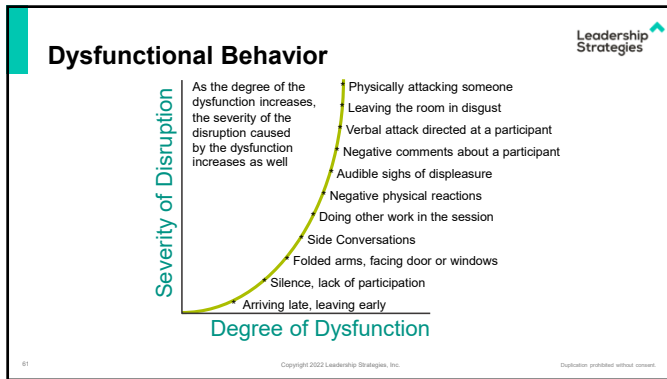 Dysfunctional Behavior
Leadership
Strategies
As the degree of the
dysfunction increases,
the severity of the
disruption caused
by the dysfunction
increases as well
Severity of Disruption
* Physically attacking someone
* Leaving the room in disgust
* Verbal attack directed at a participant
* Negative comments about a participant
* Audible sighs of displeasure
* Negative physical reactions
* Doing other work in the session
* Side Conversations
* Folded arms, facing door or windows
* Silence, lack of participation
* Arriving late, leaving early
Degree of Dysfunction
61
Copyright 2022 Leadership Strategies, Inc.
Duplication prohibited without consent.